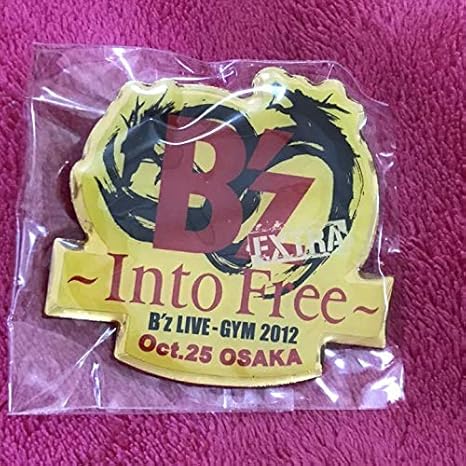 B'z
EXTRA
~Into Free~
B'z LIVE-GYM 2012
Oct.25 OSAKA